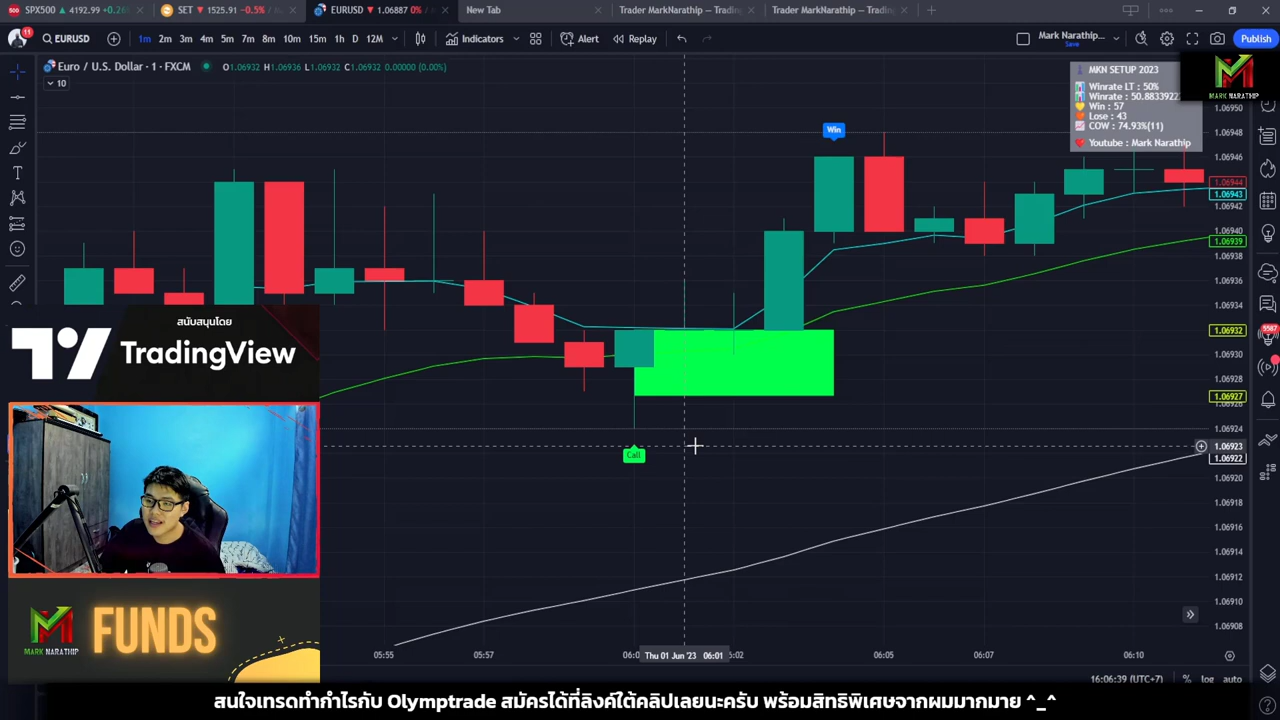 SPX500 4192.99
SET 1525.91 −0.5%
EURUSD 1.06887 0%
New Tab
Trader MarkNarathip — Tradin
Trader MarkNarathip — Tradin
EURUSD
1m 2m 3m 4m 5m 6m 7m 8m 10m 15m 1h D 12M
Indicators
Alert
Replay
Mark Narathip...
Save
Publish
Euro / U.S. Dollar · 1 · FXCM
O1.06932 H1.06936 L1.06932 C1.06932 0.00000 (0.00%)
10
MKN SETUP 2023
Winrate LT : 50%
Winrate : 50.8833922
Win : 57
Lose : 43
COW : 74.93%(11)
Youtube : Mark Narathip
MARK NARATHIP
1.06950
1.06948
1.06946
1.06944
1.06943
1.06942
1.06940
1.06939
1.06938
1.06936
1.06934
1.06932
1.06930
1.06928
1.06927
1.06924
1.06923
1.06922
1.06920
1.06918
1.06916
1.06914
1.06912
1.06910
1.06908
Win
Call
สนับสนุนโดย
TradingView
MARK NARATHIP
FUNDS
05:55
05:57
06:0
Thu 01 Jun '23 06:01
:02
06:05
06:07
06:10
16:06:39 (UTC+7)
%
log
auto
สนใจเทรดทำกำไรกับ Olymptrade สมัครได้ที่ลิงค์ใต้คลิปเลยนะครับ พร้อมสิทธิพิเศษจากผมมากมาย ^_^